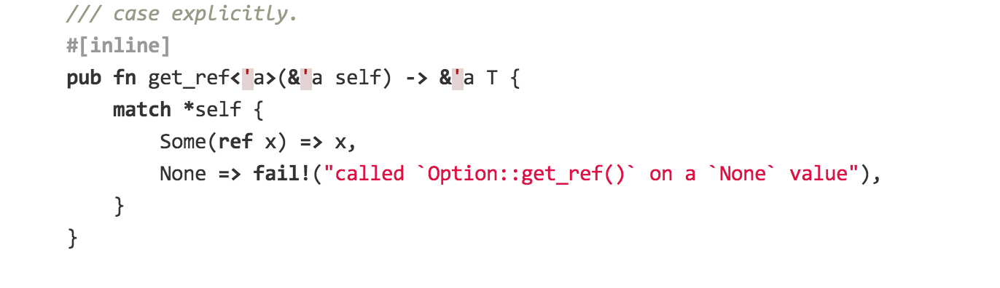 /// case explicitly.
#[inline]
pub fn get_ref<'a>(&'a self) -> &'a T {
    match *self {
        Some(ref x) => x,
        None => fail!("called `Option::get_ref()` on a `None` value"),
    }
}